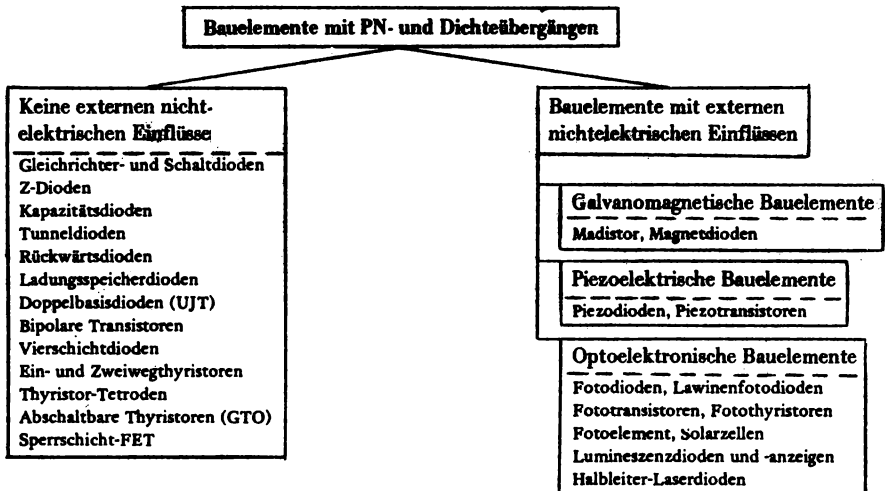 Bauelemente mit PN- und Dichteübergängen
Keine externen nicht-
elektrischen Einflüsse
Gleichrichter- und Schaltdioden
Z-Dioden
Kapazitätsdioden
Tunneldioden
Rückwärtsdioden
Ladungsspeicherdioden
Doppelbasisdioden (UJT)
Bipolare Transistoren
Vierschichtdioden
Ein- und Zweiwegthyristoren
Thyristor-Tetroden
Abschaltbare Thyristoren (GTO)
Sperrschicht-FET
Bauelemente mit externen
nichtelektrischen Einflüssen
Galvanomagnetische Bauelemente
Madistor, Magnetdioden
Piezoelektrische Bauelemente
Piezodioden, Piezotransistoren
Optoelektronische Bauelemente
Fotodioden, Lawinenfotodioden
Fototransistoren, Fotothyristoren
Fotoelement, Solarzellen
Lumineszenzdioden und -anzeigen
Halbleiter-Laserdioden